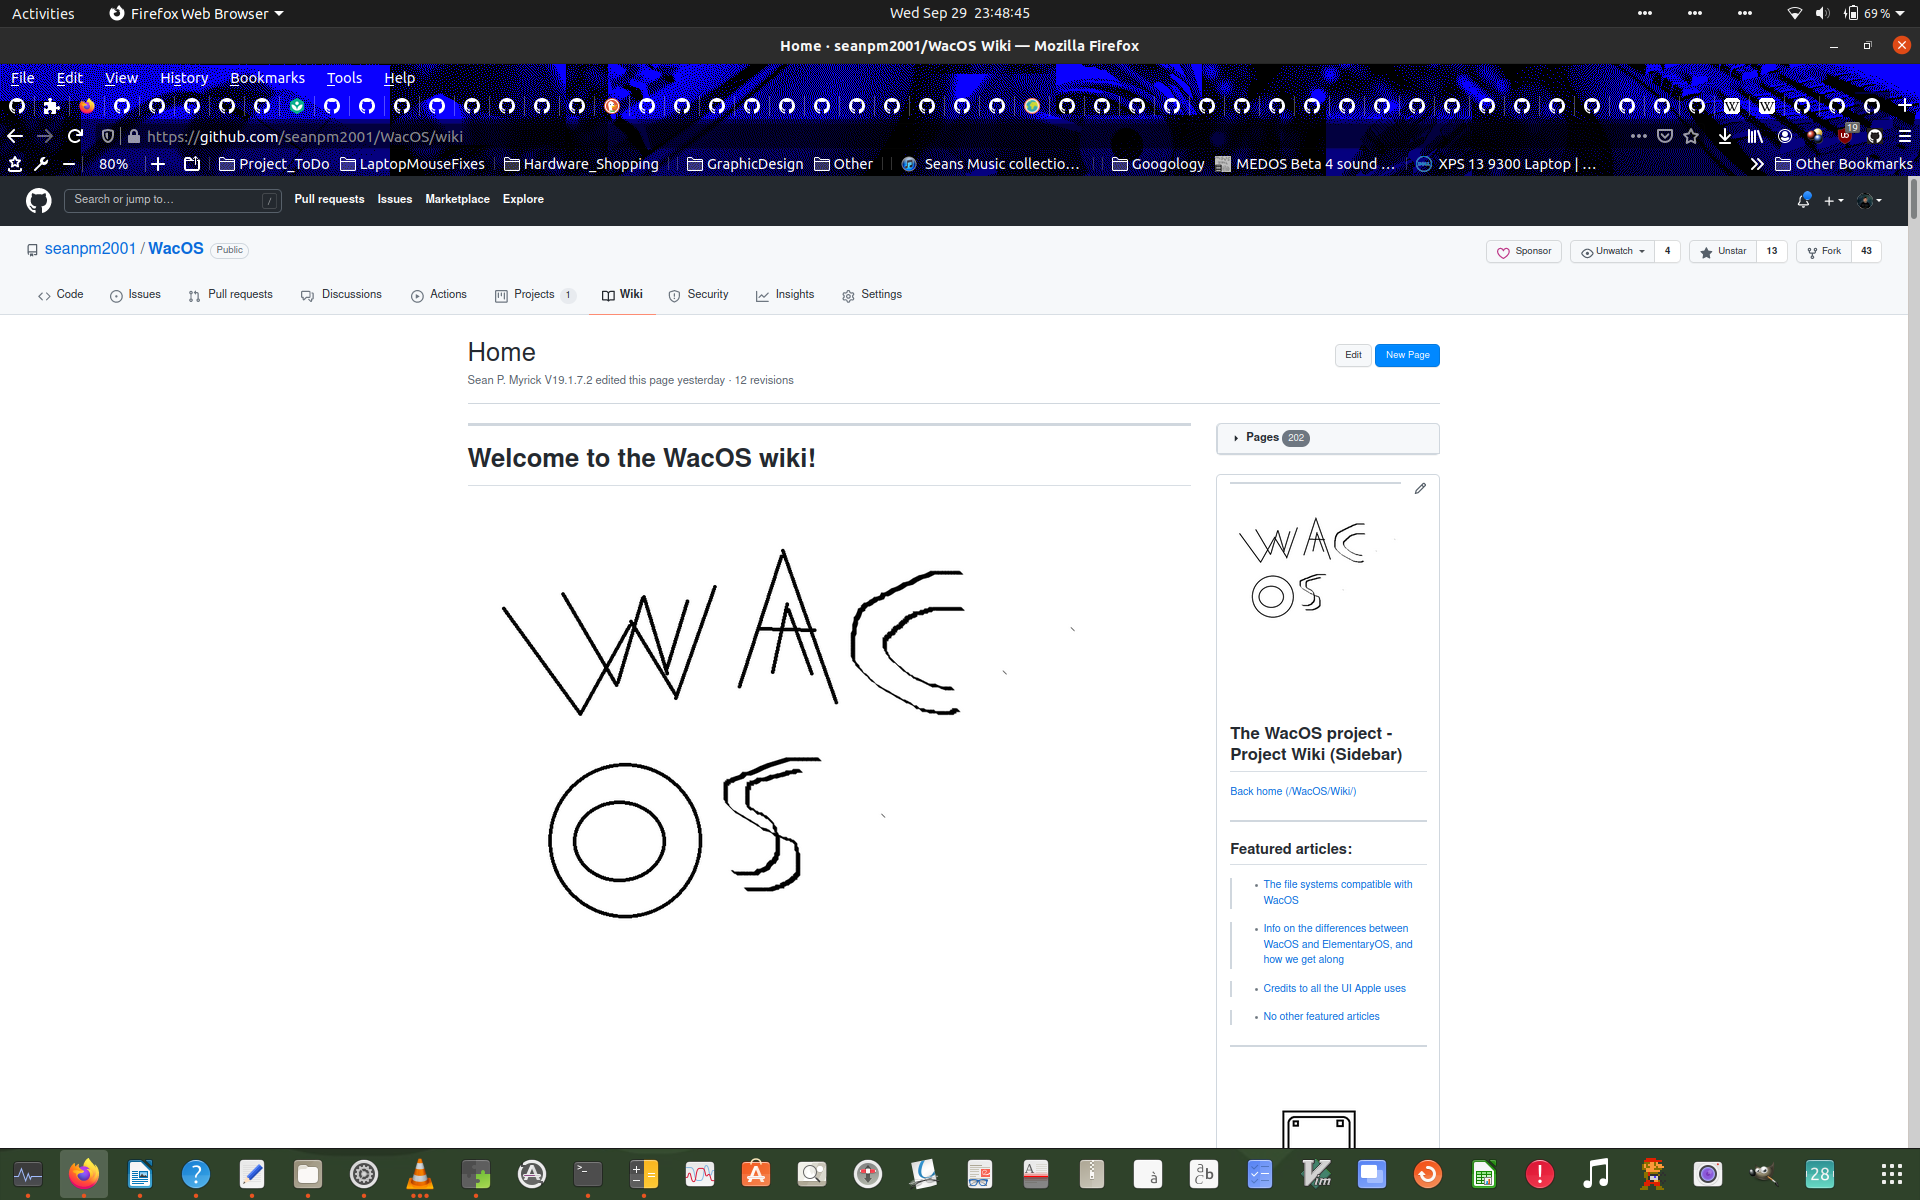 Activities Firefox Web Browser Wed Sep 29 23:48:45 69 %
Home · seanpm2001/WacOS Wiki — Mozilla Firefox
File Edit View History Bookmarks Tools Help
https://github.com/seanpm2001/WacOS/wiki 19
80% Project_ToDo LaptopMouseFixes Hardware_Shopping GraphicDesign Other Seans Music collectio… Googology MEDOS Beta 4 sound … XPS 13 9300 Laptop | … Other Bookmarks
Search or jump to… / Pull requests Issues Marketplace Explore
seanpm2001 / WacOS Public Sponsor Unwatch 4 Unstar 13 Fork 43
Code Issues Pull requests Discussions Actions Projects 1 Wiki Security Insights Settings
Home Edit New Page
Sean P. Myrick V19.1.7.2 edited this page yesterday · 12 revisions
Pages 202
Welcome to the WacOS wiki!
WAC
OS
WAC
OS
The WacOS project -
Project Wiki (Sidebar)
Back home (/WacOS/Wiki/)
Featured articles:
The file systems compatible with
WacOS
Info on the differences between
WacOS and ElementaryOS, and
how we get along
Credits to all the UI Apple uses
No other featured articles
28